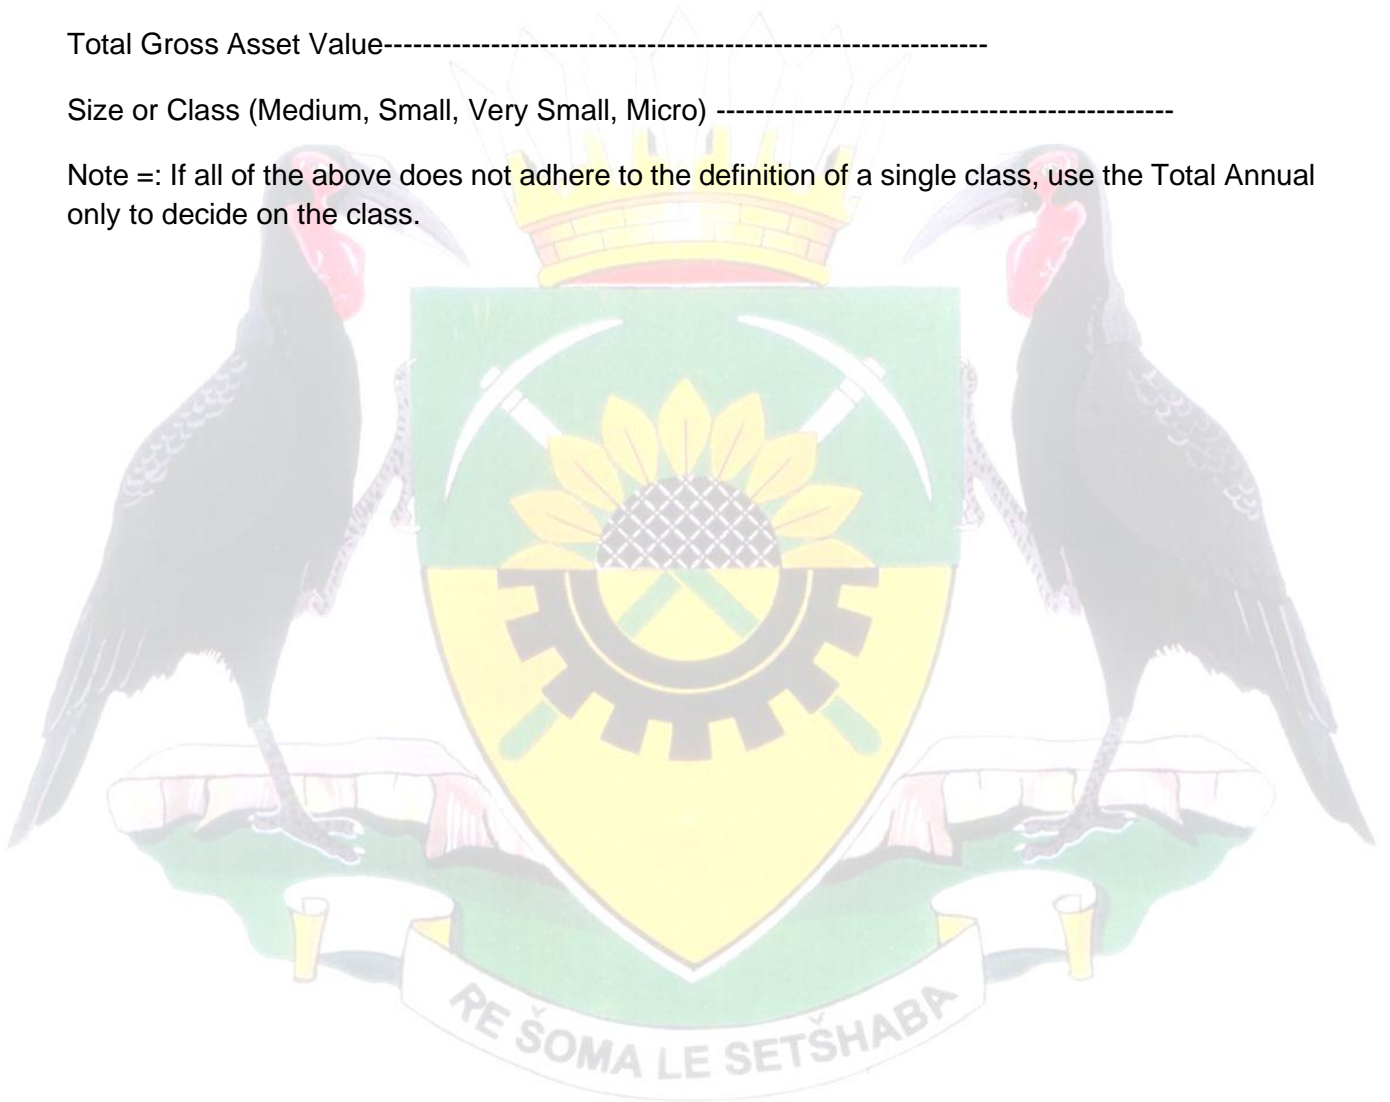 Total Gross Asset Value--------------------------------------------------------------
Size or Class (Medium, Small, Very Small, Micro) -----------------------------------------------
Note =: If all of the above does not adhere to the definition of a single class, use the Total Annual
only to decide on the class.
RE ŠOMA LE SETŠHABA